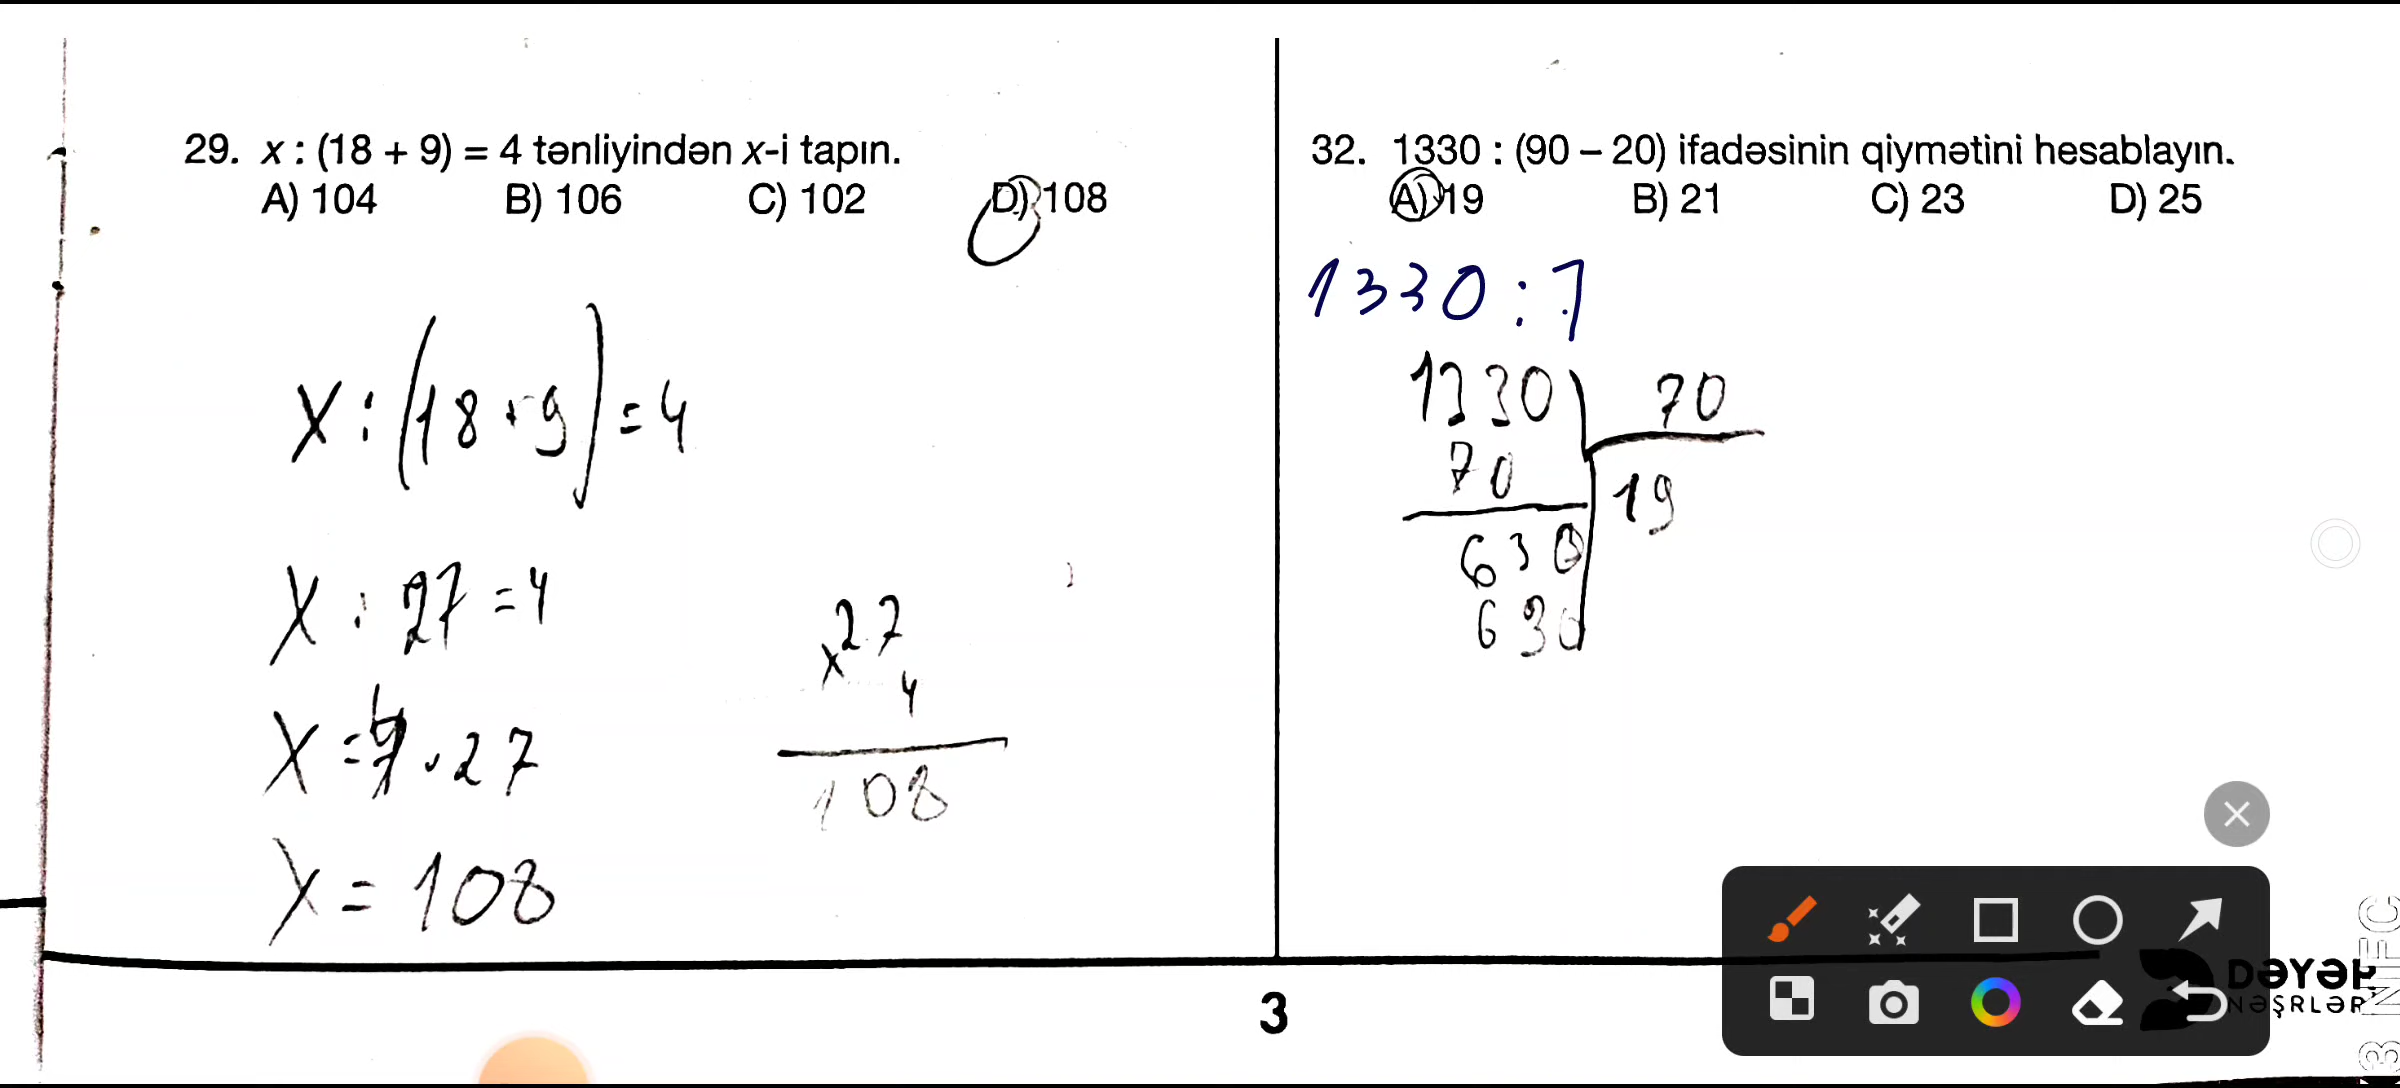 29. x : (18 + 9) = 4 tənliyindən x-i tapın.
A) 104 B) 106 C) 102 D) 108
x : (18 + 9) = 4
x : 27 = 4
x = 4 · 27
x = 108
x 27
4
108
32. 1330 : (90 – 20) ifadəsinin qiymətini hesablayın.
A) 19 B) 21 C) 23 D) 25
1330 : 7
1330 70
70 19
630
630
3
NƏŞRLƏR